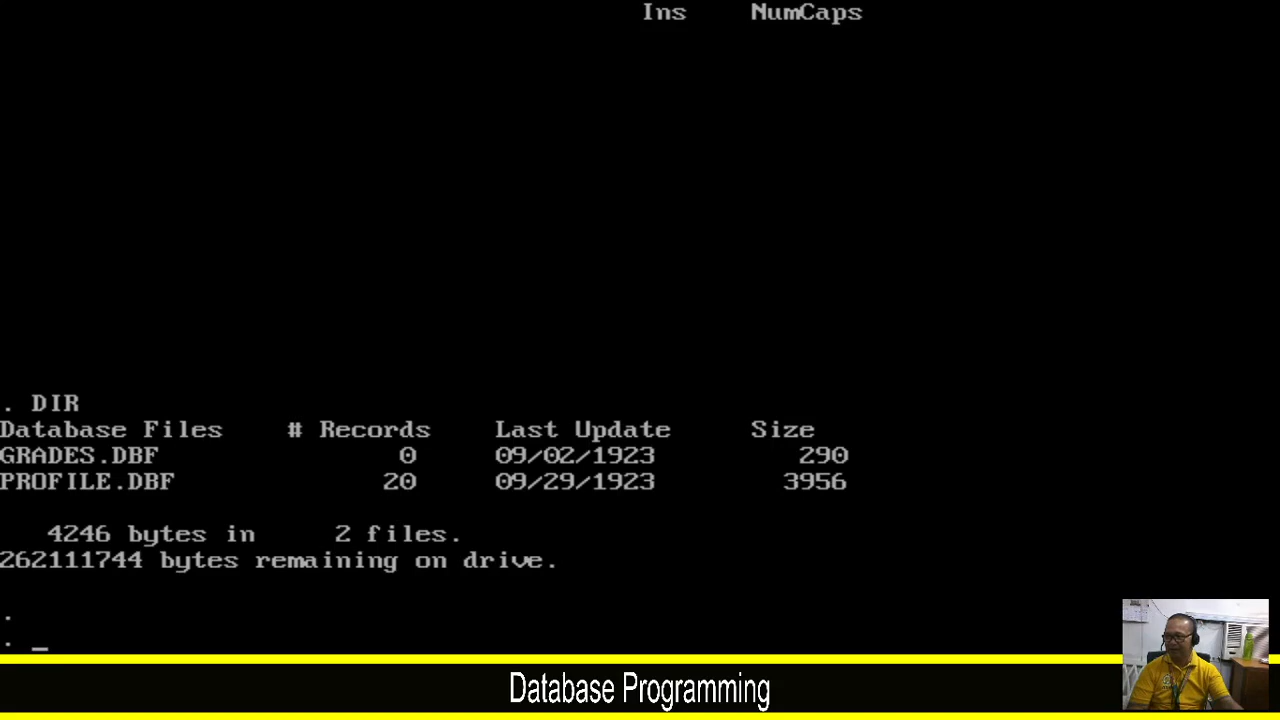 Ins NumCaps
. DIR
Database Files # Records Last Update Size
GRADES.DBF 0 09/02/1923 290
PROFILE.DBF 20 09/29/1923 3956
4246 bytes in 2 files.
262111744 bytes remaining on drive.
.
. _
Database Programming